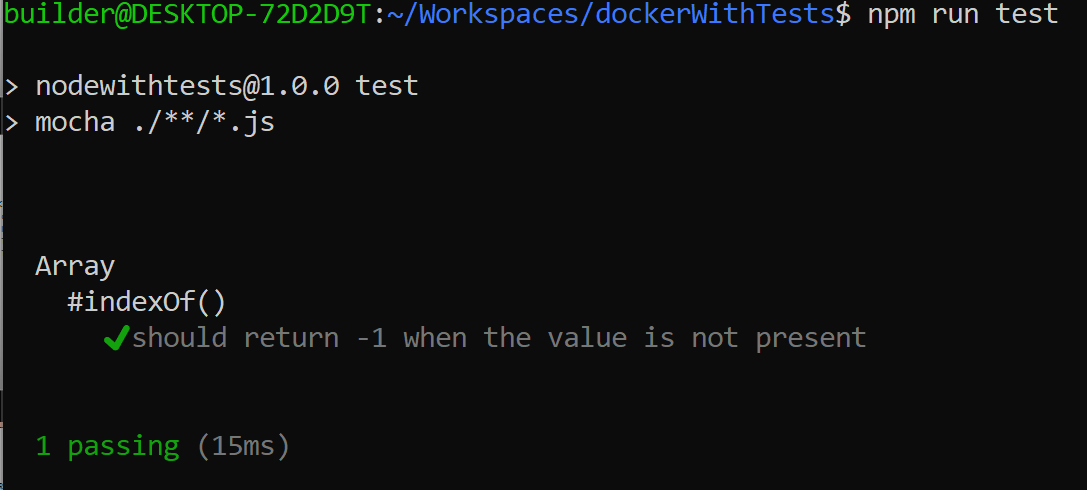 builder@DESKTOP-72D2D9T:~/Workspaces/dockerWithTests$ npm run test
> nodewithtests@1.0.0 test
> mocha ./**/*.js
Array
#indexOf()
✔should return -1 when the value is not present
1 passing (15ms)